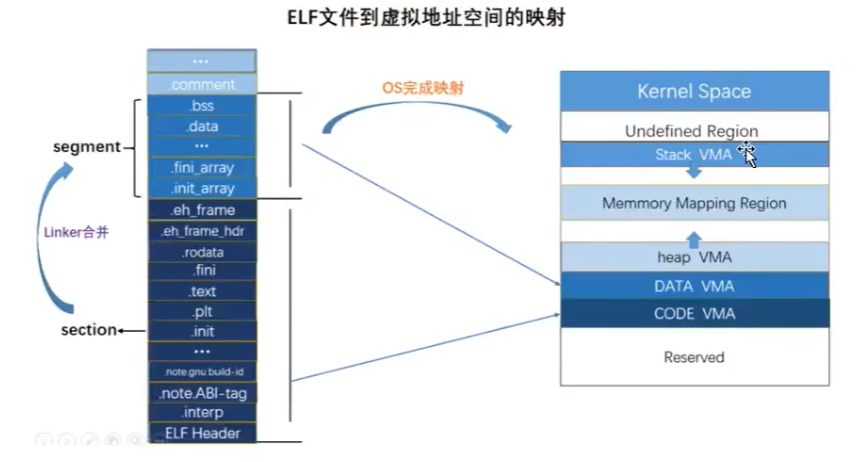 ELF文件到虚拟地址空间的映射
...
.comment
.bss
.data
...
.fini_array
.init_array
.eh_frame
.eh_frame_hdr
.rodata
.fini
.text
.plt
.init
...
.note.gnu.build-id
.note.ABI-tag
.interp
ELF Header
segment
Linker合并
section
OS完成映射
Kernel Space
Undefined Region
Stack VMA
Memmory Mapping Region
heap VMA
DATA VMA
CODE VMA
Reserved